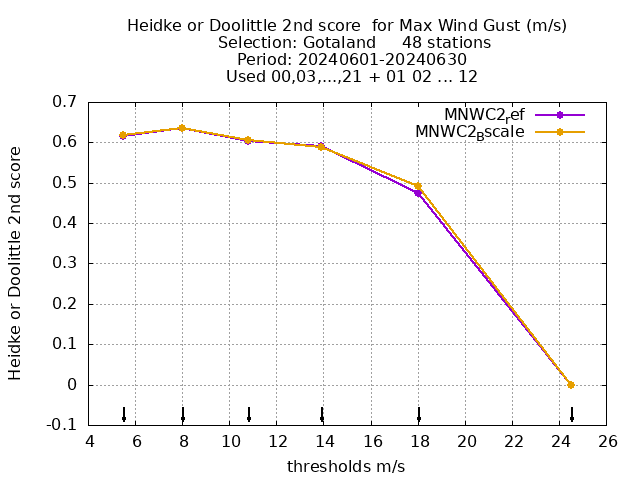 Heidke or Doolittle 2nd score  for Max Wind Gust (m/s)
Selection: Gotaland     48 stations
Period: 20240601-20240630
Used 00,03,...,21 + 01 02 ... 12
MNWC2ref
MNWC2Bscale
Heidke or Doolittle 2nd score
0.7
0.6
0.5
0.4
0.3
0.2
0.1
0
-0.1
4 6 8 10 12 14 16 18 20 22 24 26
thresholds m/s